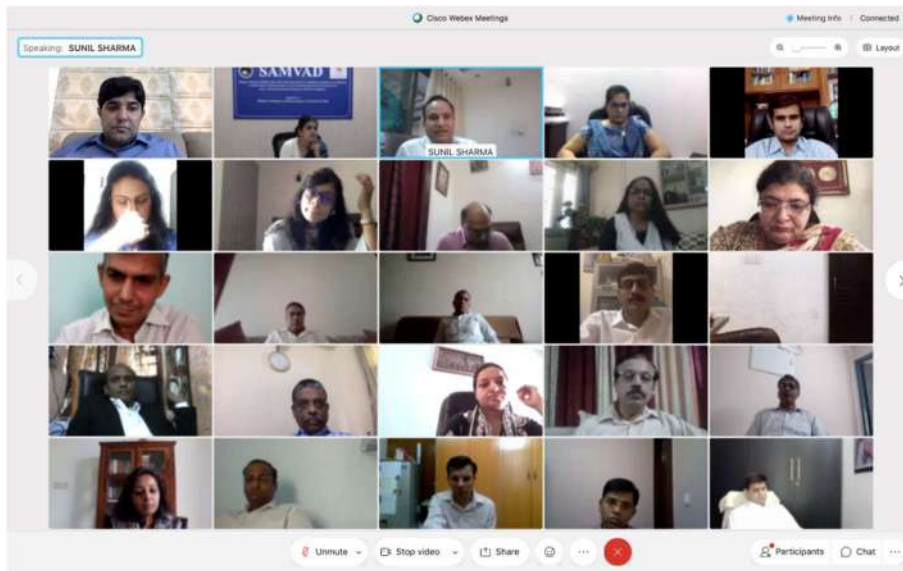 Cisco Webex Meetings
Meeting Info
Connected
Speaking: SUNIL SHARMA
Layout
SAMVAD
SUNIL SHARMA
Unmute
Stop video
Share
Participants
Chat